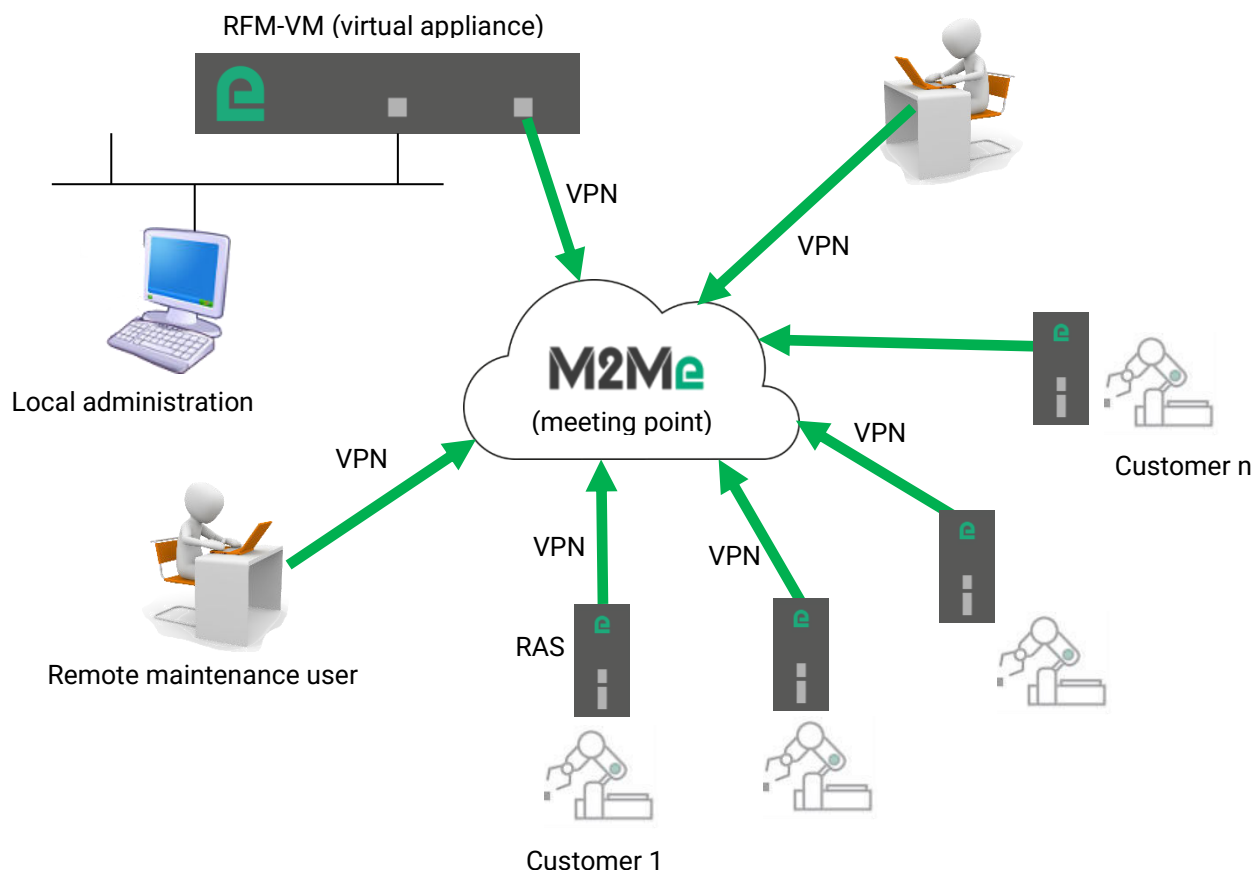 RFM-VM (virtual appliance)
VPN
VPN
M2Me
(meeting point)
Local administration
VPN
VPN
Customer n
VPN
VPN
RAS
Remote maintenance user
Customer 1